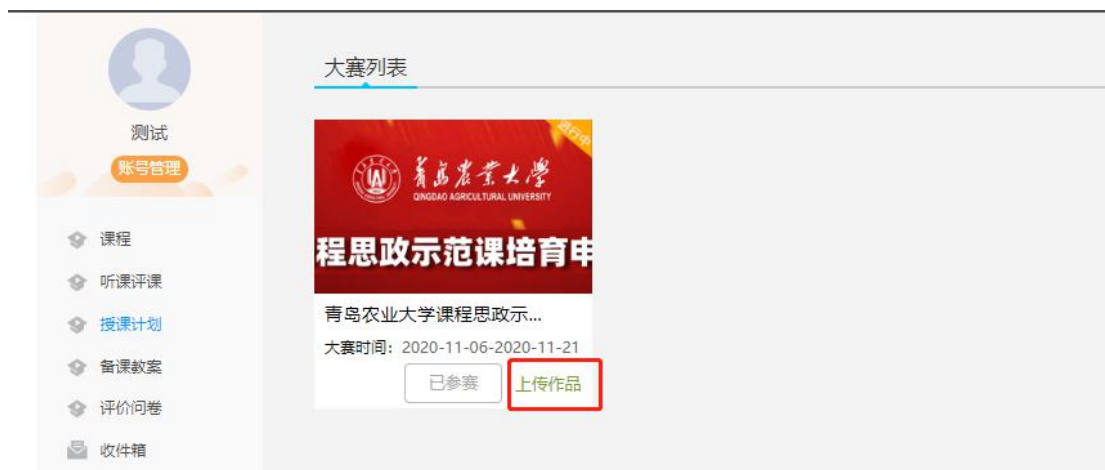 测试
账号管理
课程
听课评课
授课计划
备课教案
评价问卷
收件箱
大赛列表
进行中
青岛农业大学
QINGDAO AGRICULTURAL UNIVERSITY
程思政示范课培育申
青岛农业大学课程思政示...
大赛时间：2020-11-06-2020-11-21
已参赛
上传作品